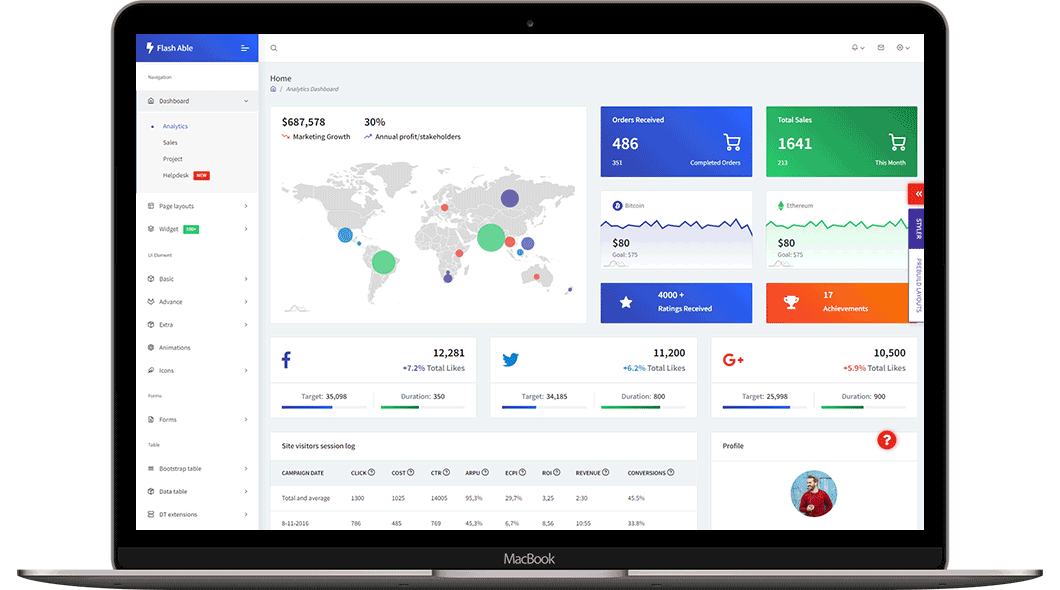 Flash Able
Navigation
Dashboard
Analytics
Sales
Project
Helpdesk NEW
Page layouts
Widget 100+
UI Element
Basic
Advance
Extra
Animations
Icons
Forms
Forms
Table
Bootstrap table
Data table
DT extensions
Home
/ Analytics Dashboard
$687,578 30%
Marketing Growth Annual profit/stakeholders
Orders Received
486
351 Completed Orders
Total Sales
1641
213 This Month
Bitcoin
$80
Goal: $75
Ethereum
$80
Goal: $75
4000 +
Ratings Received
17
Achievements
«
STYLER
PREBUILD LAYOUTS
12,281
+7.2% Total Likes
Target: 35,098 Duration: 350
11,200
+6.2% Total Likes
Target: 34,185 Duration: 800
G+ 10,500
+5.9% Total Likes
Target: 25,998 Duration: 900
Site visitors session log
CAMPAIGN DATE CLICK ? COST ? CTR ? ARPU ? ECPI ? ROI ? REVENUE ? CONVERSIONS ?
Total and average 1300 1025 14005 95,3% 29,7% 3,25 2:30 45.5%
8-11-2016 786 485 769 45,3% 6,7% 8,56 10:55 33.8%
Profile
?
MacBook